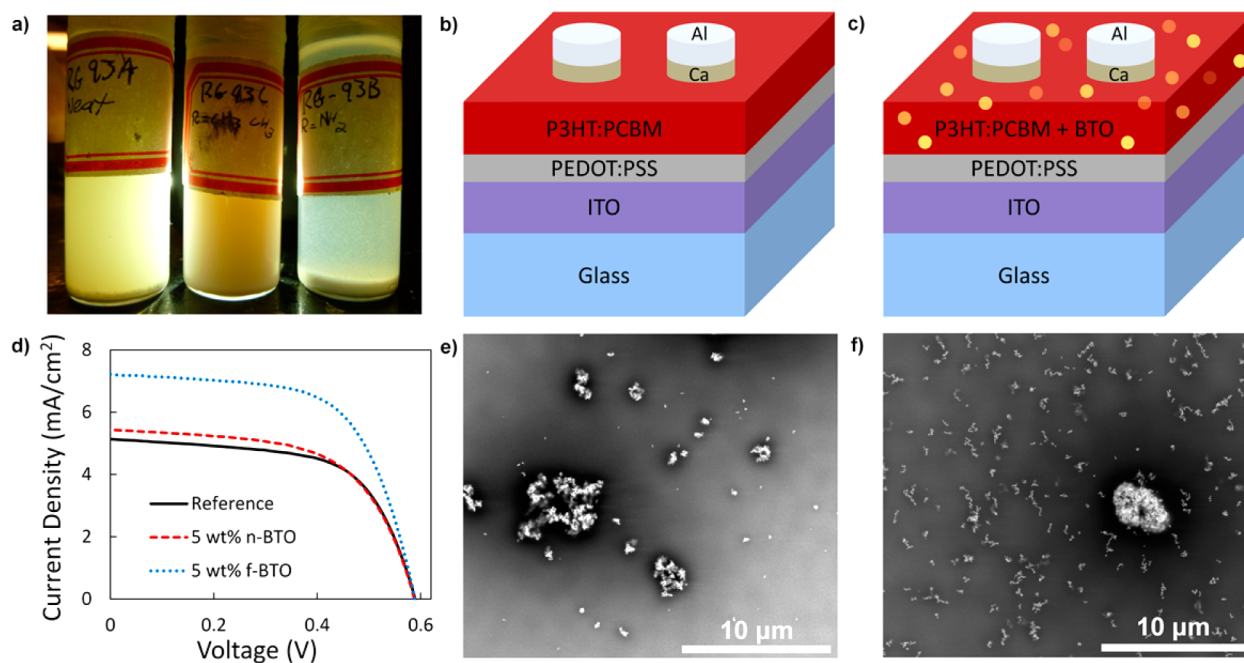 a)
RG 93A
Neat
RG 93C
RG-93B
R=NH2
b)
Al
Ca
P3HT:PCBM
PEDOT:PSS
ITO
Glass
c)
Al
Ca
P3HT:PCBM + BTO
PEDOT:PSS
ITO
Glass
d)
Current Density (mA/cm²)
8
6
4
2
0
0
0.2
0.4
0.6
Voltage (V)
Reference
5 wt% n-BTO
5 wt% f-BTO
e)
10 µm
f)
10 µm